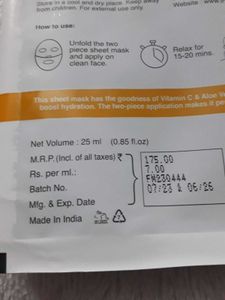 Store in a cool and dry place. Keep away
from children. For external use only.
Website :
How to use:
Unfold the two
piece sheet mask
and apply on
clean face.
Relax for
15-20 mins.
This sheet mask has the goodness of Vitamin C & Aloe
boost hydration. The two-piece application makes it
Net Volume : 25 ml (0.85 fl.oz)
M.R.P.(Incl. of all taxes) ₹
Rs. per ml.:
Batch No.
Mfg. & Exp. Date
Made In India
175.00
7.00
FM230444
07/23 & 06/26